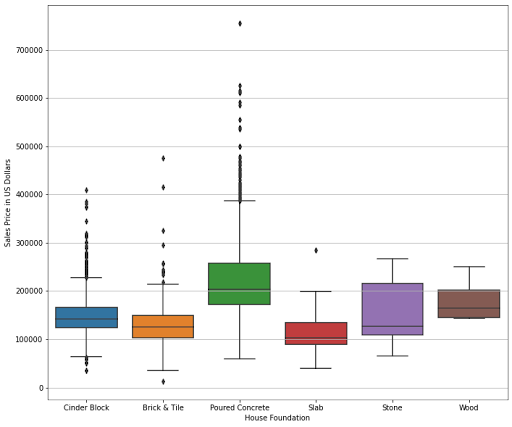 700000
600000
500000
400000
300000
200000
100000
0
Sales Price in US Dollars
Cinder Block Brick & Tile Poured Concrete Slab Stone Wood
House Foundation